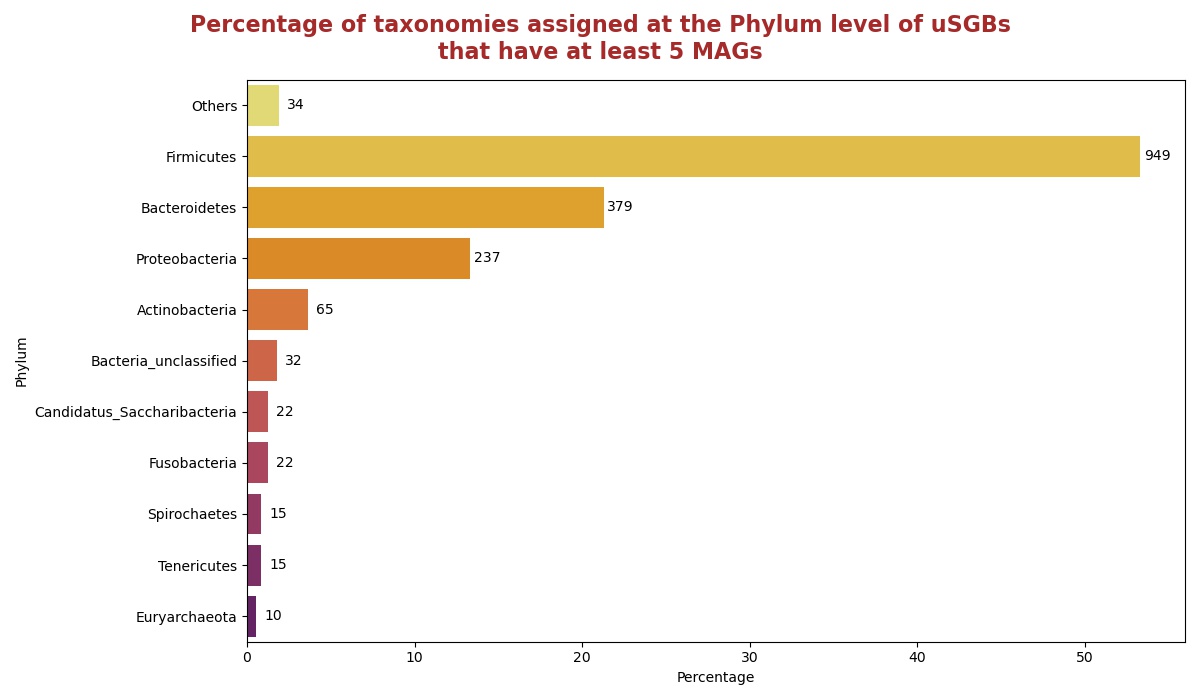 Percentage of taxonomies assigned at the Phylum level of uSGBs
that have at least 5 MAGs
Others 34
Firmicutes 949
Bacteroidetes 379
Proteobacteria 237
Actinobacteria 65
Bacteria_unclassified 32
Candidatus_Saccharibacteria 22
Fusobacteria 22
Spirochaetes 15
Tenericutes 15
Euryarchaeota 10
Phylum
0 10 20 30 40 50
Percentage